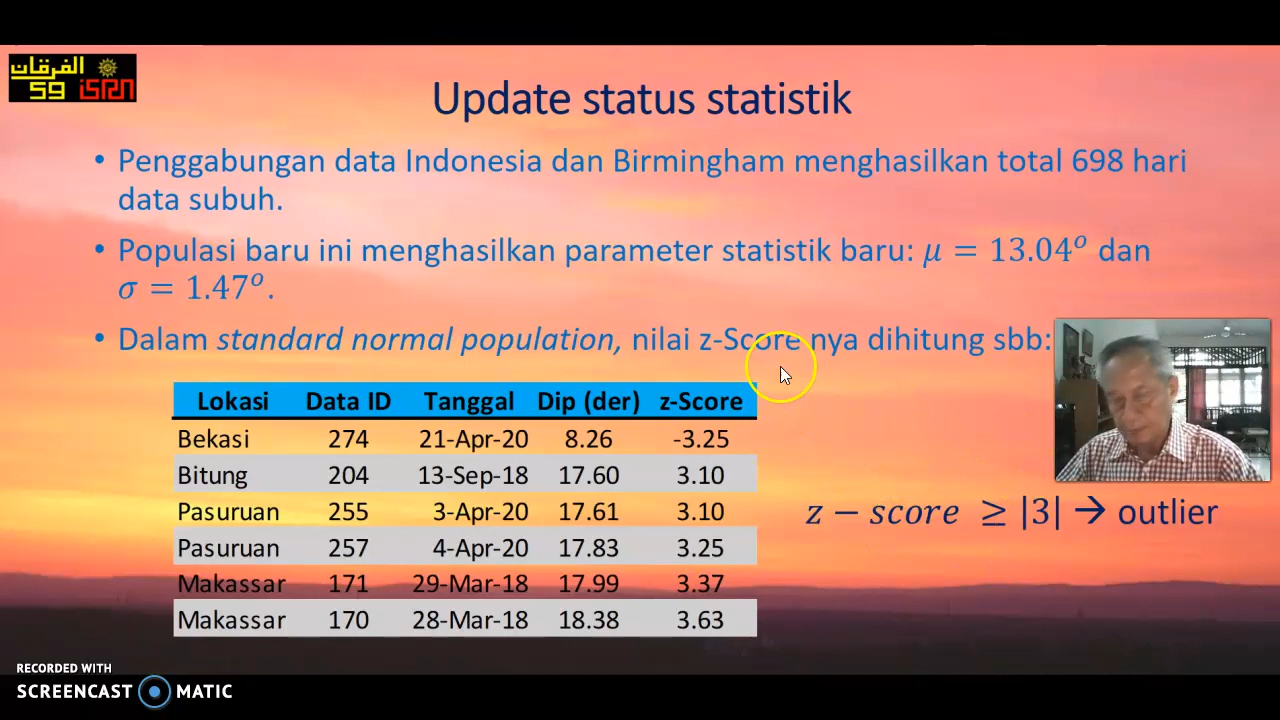 الفرقان
59 isrn
Update status statistik
• Penggabungan data Indonesia dan Birmingham menghasilkan total 698 hari
data subuh.
• Populasi baru ini menghasilkan parameter statistik baru: μ = 13.04° dan
σ = 1.47°.
• Dalam standard normal population, nilai z-Score nya dihitung sbb:
Lokasi Data ID Tanggal Dip (der) z-Score
Bekasi 274 21-Apr-20 8.26 -3.25
Bitung 204 13-Sep-18 17.60 3.10
Pasuruan 255 3-Apr-20 17.61 3.10
Pasuruan 257 4-Apr-20 17.83 3.25
Makassar 171 29-Mar-18 17.99 3.37
Makassar 170 28-Mar-18 18.38 3.63
z − score ≥ |3| → outlier
RECORDED WITH
SCREENCAST MATIC